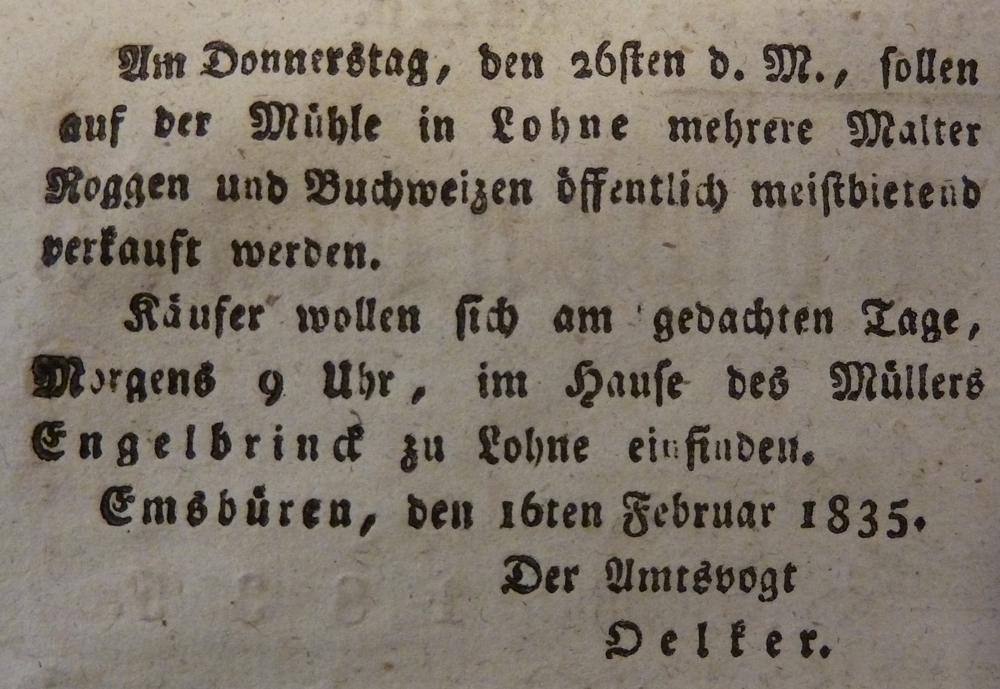 Am Donnerstag, den 26sten d. M., sollen
auf der Mühle in Lohne mehrere Malter
Roggen und Buchweizen öffentlich meistbietend
verkauft werden.
Käufer wollen sich am gedachten Tage,
Morgens 9 Uhr, im Hause des Müllers
Engelbrinck zu Lohne einfinden.
Emsbüren, den 16ten Februar 1835.
Der Amtsvogt
Oelker.